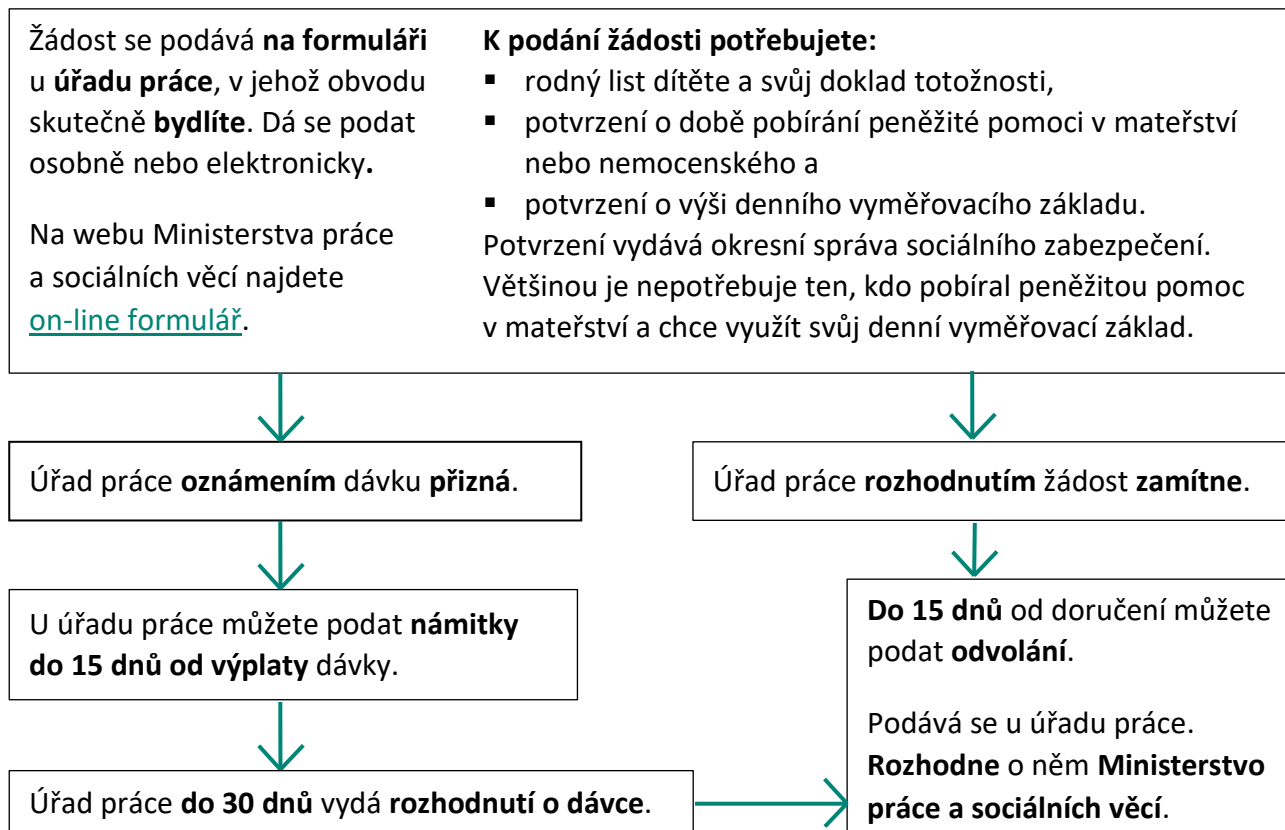 Žádost se podává na formuláři
u úřadu práce, v jehož obvodu
skutečně bydlíte. Dá se podat
osobně nebo elektronicky.
Na webu Ministerstva práce
a sociálních věcí najdete
on-line formulář.
K podání žádosti potřebujete:
▪ rodný list dítěte a svůj doklad totožnosti,
▪ potvrzení o době pobírání peněžité pomoci v mateřství
nebo nemocenského a
▪ potvrzení o výši denního vyměřovacího základu.
Potvrzení vydává okresní správa sociálního zabezpečení.
Většinou je nepotřebuje ten, kdo pobíral peněžitou pomoc
v mateřství a chce využít svůj denní vyměřovací základ.
Úřad práce oznámením dávku přizná.
Úřad práce rozhodnutím žádost zamítne.
U úřadu práce můžete podat námitky
do 15 dnů od výplaty dávky.
Do 15 dnů od doručení můžete
podat odvolání.
Podává se u úřadu práce.
Rozhodne o něm Ministerstvo
práce a sociálních věcí.
Úřad práce do 30 dnů vydá rozhodnutí o dávce.